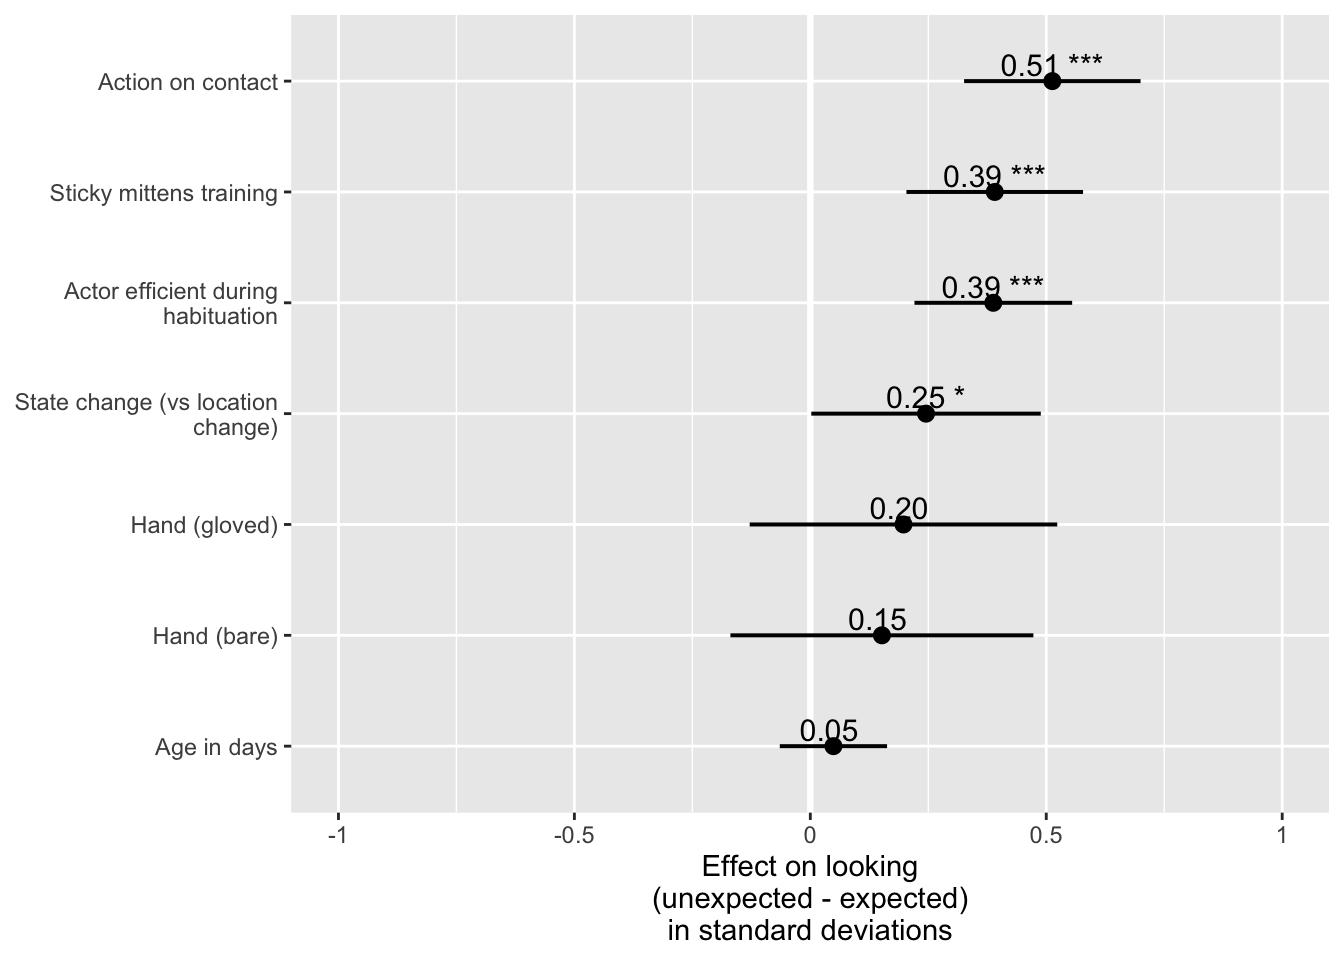 0.51 ***
Action on contact
0.39 ***
Sticky mittens training
0.39 ***
Actor efficient during
habituation
0.25 *
State change (vs location
change)
0.20
Hand (gloved)
0.15
Hand (bare)
0.05
Age in days
-1 -0.5 0 0.5 1
Effect on looking
(unexpected - expected)
in standard deviations